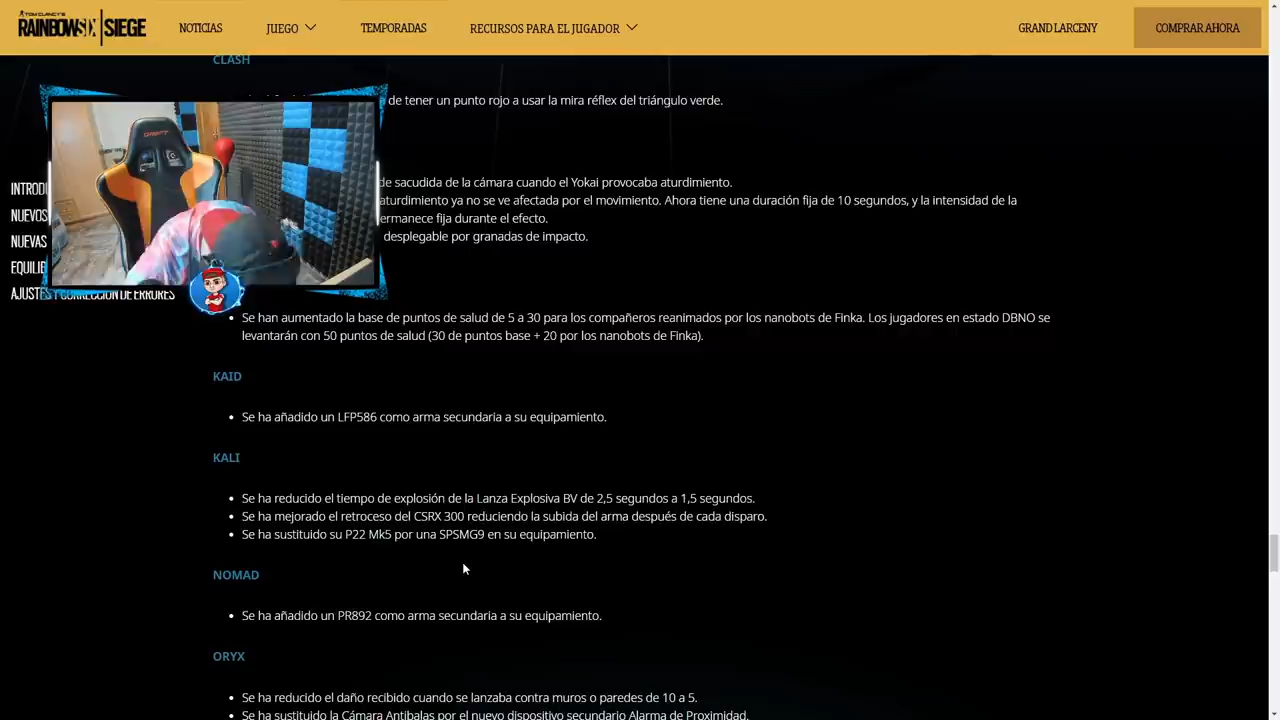 TOM CLANCY'S
RAINBOWSIX SIEGE
NOTICIAS
JUEGO
TEMPORADAS
RECURSOS PARA EL JUGADOR
GRAND LARCENY
COMPRAR AHORA
CLASH
de tener un punto rojo a usar la mira réflex del triángulo verde.
DRIFT
de sacudida de la cámara cuando el Yokai provocaba aturdimiento.
aturdimiento ya no se ve afectada por el movimiento. Ahora tiene una duración fija de 10 segundos, y la intensidad de la
ermanece fija durante el efecto.
desplegable por granadas de impacto.
INTRODU
NUEVOS
NUEVAS
EQUILIB
AJUSTES Y CORRECCIÓN DE ERRORES
• Se han aumentado la base de puntos de salud de 5 a 30 para los compañeros reanimados por los nanobots de Finka. Los jugadores en estado DBNO se
levantarán con 50 puntos de salud (30 de puntos base + 20 por los nanobots de Finka).
KAID
• Se ha añadido un LFP586 como arma secundaria a su equipamiento.
KALI
• Se ha reducido el tiempo de explosión de la Lanza Explosiva BV de 2,5 segundos a 1,5 segundos.
• Se ha mejorado el retroceso del CSRX 300 reduciendo la subida del arma después de cada disparo.
• Se ha sustituido su P22 Mk5 por una SPSMG9 en su equipamiento.
NOMAD
• Se ha añadido un PR892 como arma secundaria a su equipamiento.
ORYX
• Se ha reducido el daño recibido cuando se lanzaba contra muros o paredes de 10 a 5.
• Se ha sustituido la Cámara Antibalas por el nuevo dispositivo secundario Alarma de Proximidad.